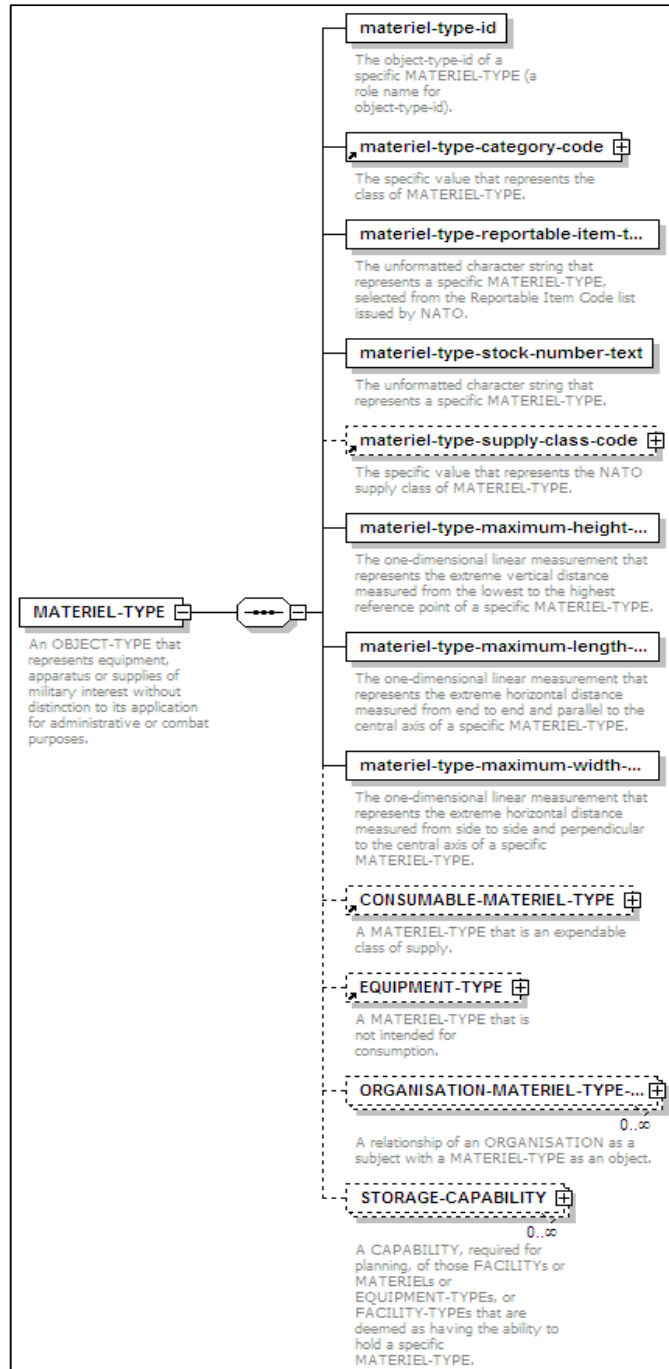 materiel-type-id
The object-type-id of a
specific MATERIEL-TYPE (a
role name for
object-type-id).
materiel-type-category-code
The specific value that represents the
class of MATERIEL-TYPE.
materiel-type-reportable-item-t...
The unformatted character string that
represents a specific MATERIEL-TYPE,
selected from the Reportable Item Code list
issued by NATO.
materiel-type-stock-number-text
The unformatted character string that
represents a specific MATERIEL-TYPE.
materiel-type-supply-class-code
The specific value that represents the NATO
supply class of MATERIEL-TYPE.
materiel-type-maximum-height-...
The one-dimensional linear measurement that
represents the extreme vertical distance
measured from the lowest to the highest
reference point of a specific MATERIEL-TYPE.
MATERIEL-TYPE
An OBJECT-TYPE that
represents equipment,
apparatus or supplies of
military interest without
distinction to its application
for administrative or combat
purposes.
materiel-type-maximum-length-...
The one-dimensional linear measurement that
represents the extreme horizontal distance
measured from end to end and parallel to the
central axis of a specific MATERIEL-TYPE.
materiel-type-maximum-width-...
The one-dimensional linear measurement that
represents the extreme horizontal distance
measured from side to side and perpendicular
to the central axis of a specific
MATERIEL-TYPE.
CONSUMABLE-MATERIEL-TYPE
A MATERIEL-TYPE that is an expendable
class of supply.
EQUIPMENT-TYPE
A MATERIEL-TYPE that is
not intended for
consumption.
ORGANISATION-MATERIEL-TYPE-...
0..∞
A relationship of an ORGANISATION as a
subject with a MATERIEL-TYPE as an object.
STORAGE-CAPABILITY
0..∞
A CAPABILITY, required for
planning, of those FACILITYs or
MATERIELs or
EQUIPMENT-TYPEs, or
FACILITY-TYPEs that are
deemed as having the ability to
hold a specific
MATERIEL-TYPE.